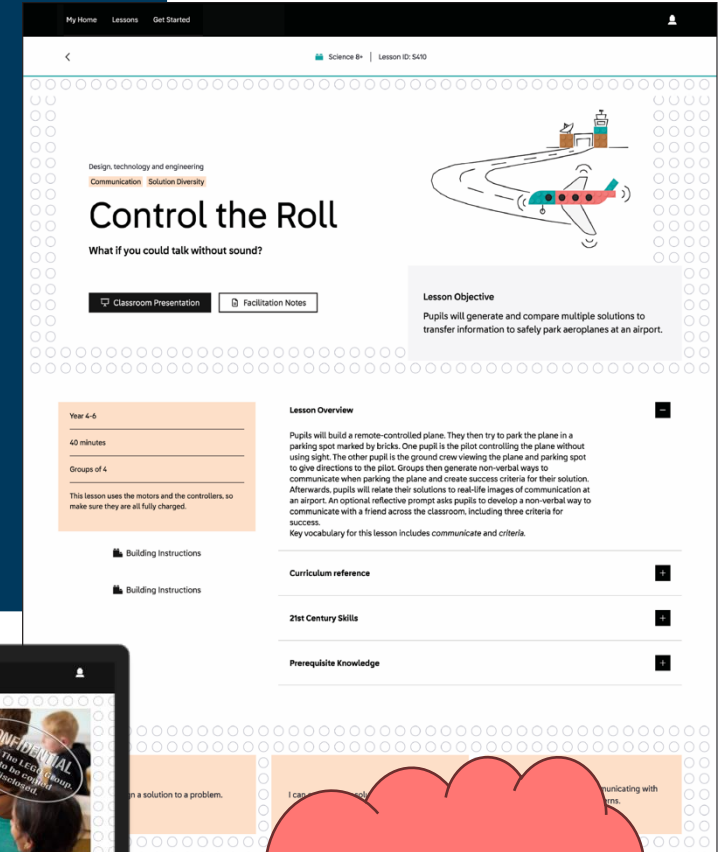 My Home Lessons Get Started
Science 8+ | Lesson ID: S410
Design, technology and engineering
Communication Solution Diversity
Control the Roll
What if you could talk without sound?
Classroom Presentation Facilitation Notes
Lesson Objective
Pupils will generate and compare multiple solutions to
transfer information to safely park aeroplanes at an airport.
Year 4-6
40 minutes
Groups of 4
This lesson uses the motors and the controllers, so
make sure they are all fully charged.
Building Instructions
Building Instructions
Lesson Overview
Pupils will build a remote-controlled plane. They then try to park the plane in a
parking spot marked by bricks. One pupil is the pilot controlling the plane without
using sight. The other pupil is the ground crew viewing the plane and parking spot
to give directions to the pilot. Groups then generate non-verbal ways to
communicate when parking the plane and create success criteria for their solution.
Afterwards, pupils will relate their solutions to real-life images of communication at
an airport. An optional reflective prompt asks pupils to develop a non-verbal way to
communicate with a friend across the classroom, including three criteria for
success.
Key vocabulary for this lesson includes communicate and criteria.
Curriculum reference
21st Century Skills
Prerequisite Knowledge
a solution to a problem.
I can
The LEGO Group.
to be copied
disclosed.